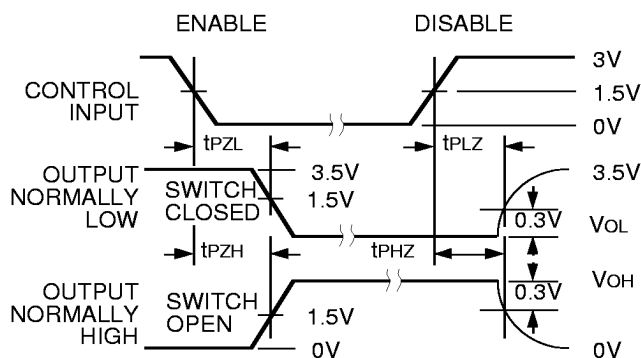 ENABLE DISABLE
3V
CONTROL
INPUT
1.5V
0V
tPZL tPLZ
OUTPUT
NORMALLY
LOW
SWITCH
CLOSED
3.5V
1.5V
3.5V
0.3V
VOL
tPZH tPHZ
VOH
0.3V
OUTPUT
NORMALLY
HIGH
SWITCH
OPEN
1.5V
0V
0V